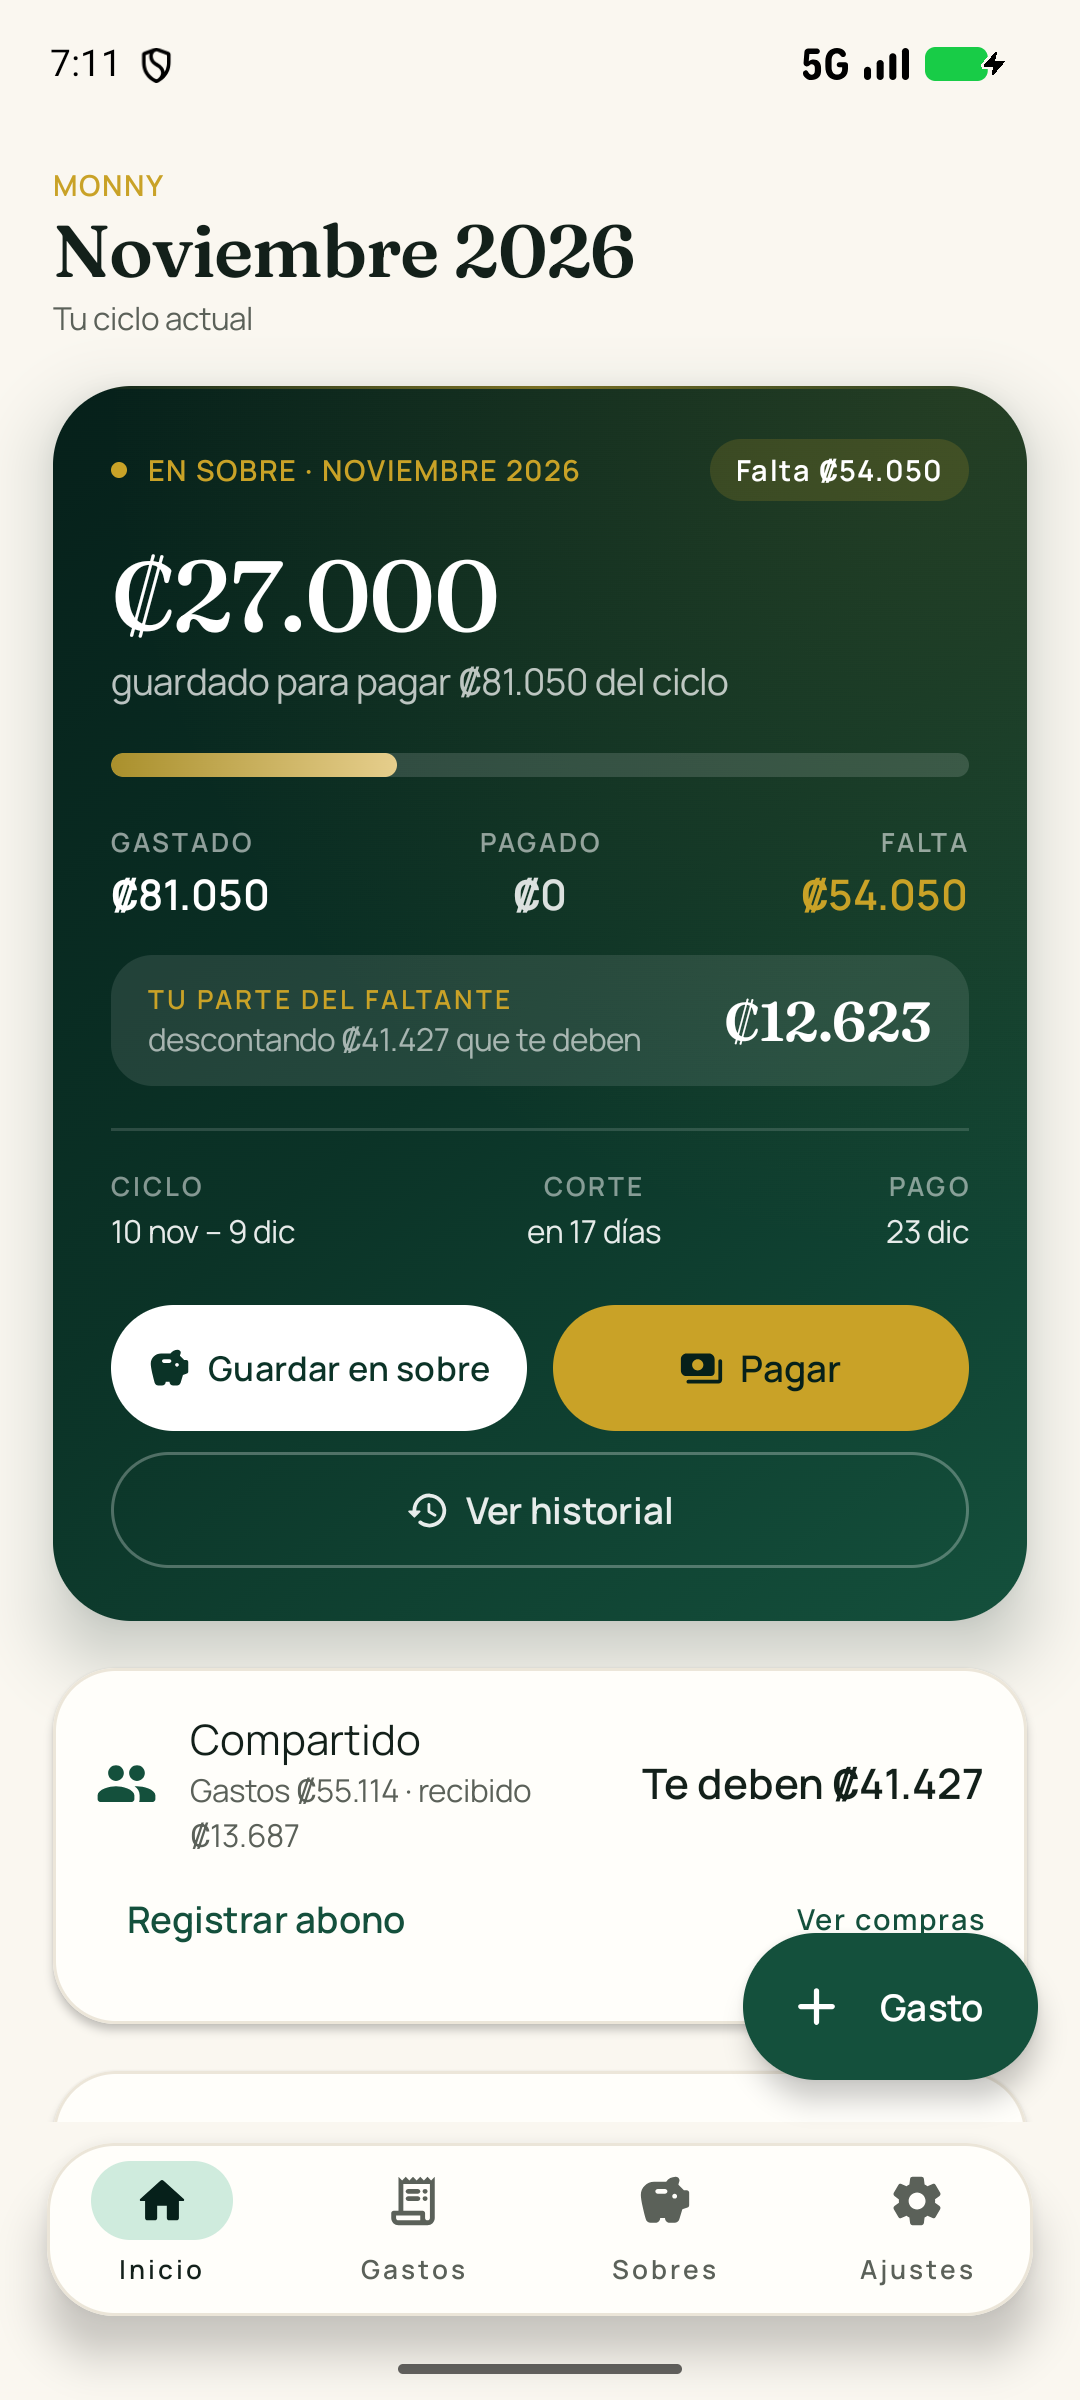 7:11
5G
MONNY
Noviembre 2026
Tu ciclo actual
EN SOBRE · NOVIEMBRE 2026
Falta ₡54.050
₡27.000
guardado para pagar ₡81.050 del ciclo
GASTADO PAGADO FALTA
₡81.050 ₡0 ₡54.050
TU PARTE DEL FALTANTE
descontando ₡41.427 que te deben
₡12.623
CICLO CORTE PAGO
10 nov – 9 dic en 17 días 23 dic
Guardar en sobre Pagar
Ver historial
Compartido
Gastos ₡55.114 · recibido
₡13.687
Te deben ₡41.427
Registrar abono Ver compras
Gasto
Inicio Gastos Sobres Ajustes